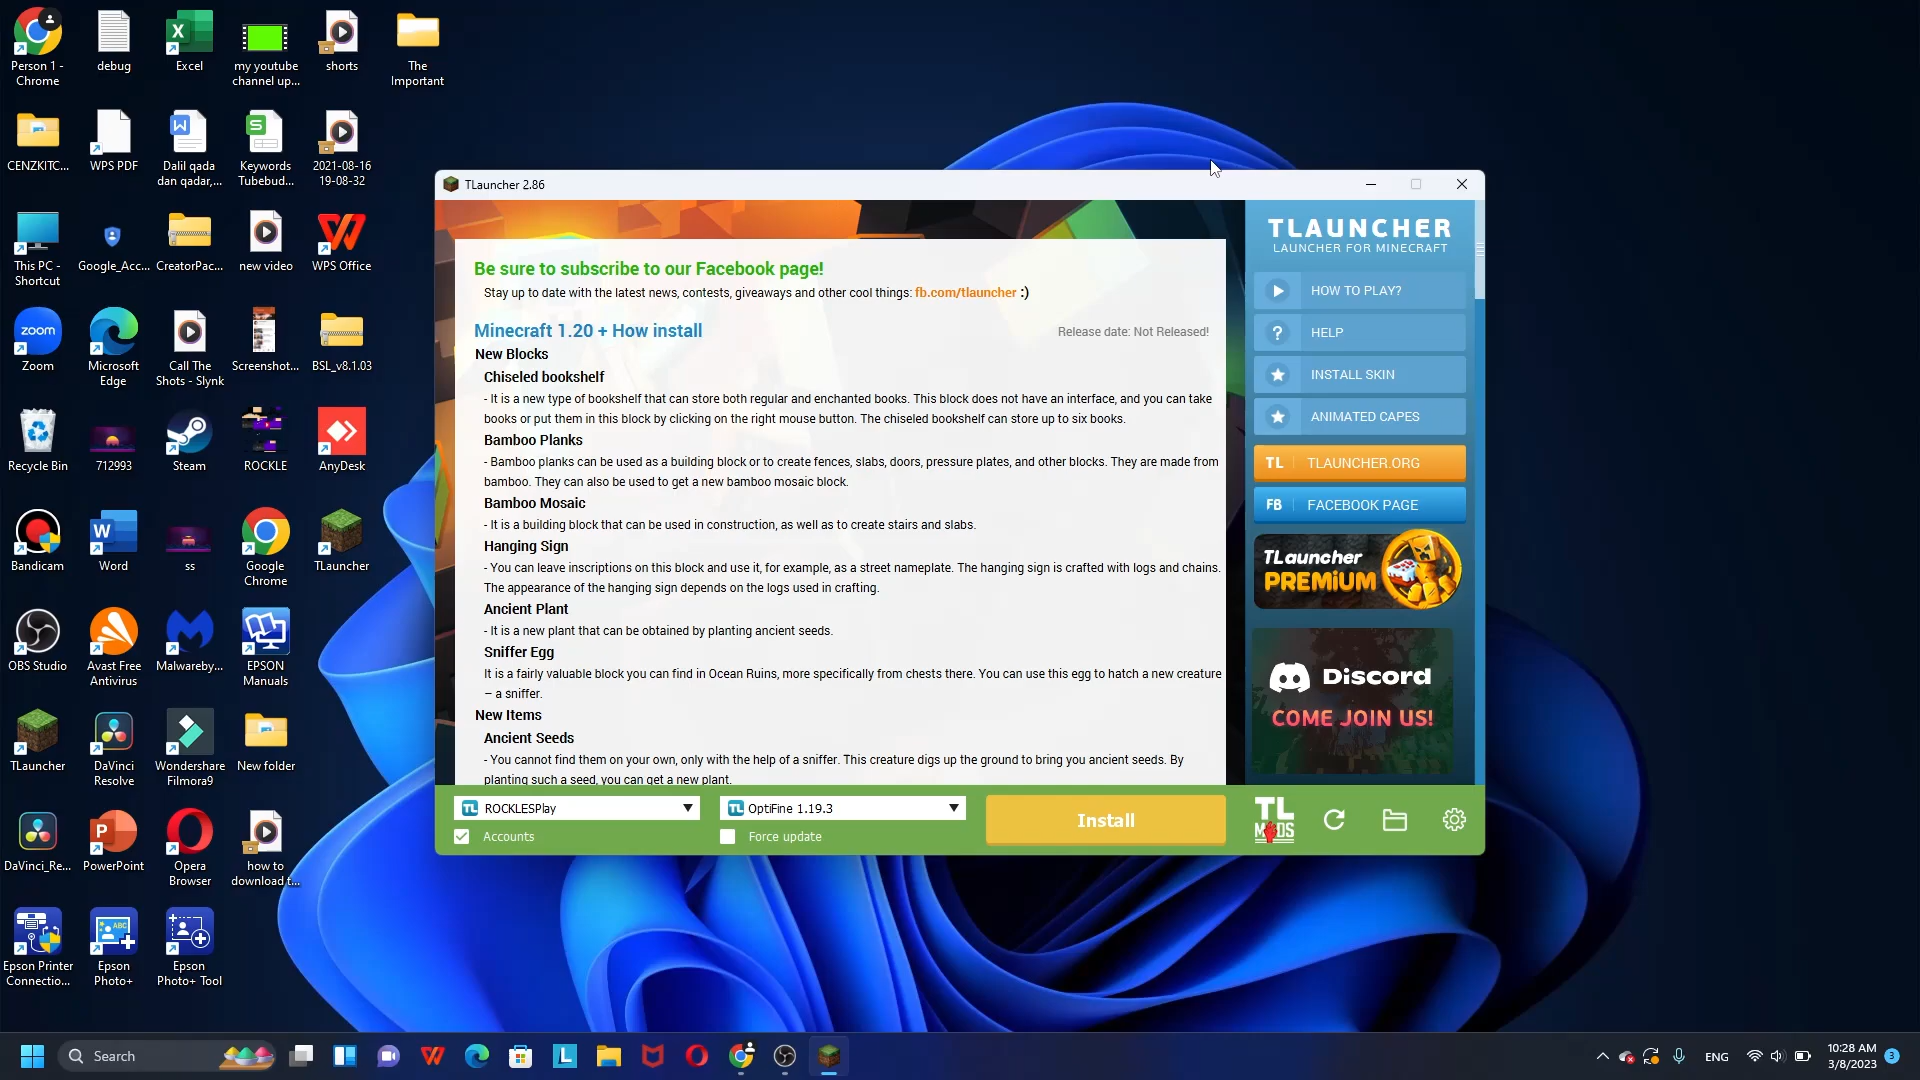 Person 1 -
Chrome
debug
Excel
my youtube
channel up...
shorts
The
Important
CENZKITC...
WPS PDF
Dalil qada
dan qadar,...
Keywords
Tubebud...
2021-08-16
19-08-32
This PC -
Shortcut
Google_Acc...
CreatorPac...
new video
WPS Office
zoom
Zoom
Microsoft
Edge
Call The
Shots - Slynk
Screenshot...
BSL_v8.1.03
Recycle Bin
712993
Steam
ROCKLE
AnyDesk
Bandicam
Word
ss
Google
Chrome
TLauncher
OBS Studio
Avast Free
Antivirus
Malwareby...
EPSON
Manuals
TLauncher
DaVinci
Resolve
Wondershare
Filmora9
New folder
DaVinci_Re...
PowerPoint
Opera
Browser
how to
download t...
Epson Printer
Connectio...
ABC
Epson
Photo+
Epson
Photo+ Tool
TLauncher 2.86
Be sure to subscribe to our Facebook page!
Stay up to date with the latest news, contests, giveaways and other cool things: fb.com/tlauncher :)
Minecraft 1.20 + How install
Release date: Not Released!
New Blocks
Chiseled bookshelf
- It is a new type of bookshelf that can store both regular and enchanted books. This block does not have an interface, and you can take
books or put them in this block by clicking on the right mouse button. The chiseled bookshelf can store up to six books.
Bamboo Planks
- Bamboo planks can be used as a building block or to create fences, slabs, doors, pressure plates, and other blocks. They are made from
bamboo. They can also be used to get a new bamboo mosaic block.
Bamboo Mosaic
- It is a building block that can be used in construction, as well as to create stairs and slabs.
Hanging Sign
- You can leave inscriptions on this block and use it, for example, as a street nameplate. The hanging sign is crafted with logs and chains.
The appearance of the hanging sign depends on the logs used in crafting.
Ancient Plant
- It is a new plant that can be obtained by planting ancient seeds.
Sniffer Egg
It is a fairly valuable block you can find in Ocean Ruins, more specifically from chests there. You can use this egg to hatch a new creature
– a sniffer.
New Items
Ancient Seeds
- You cannot find them on your own, only with the help of a sniffer. This creature digs up the ground to bring you ancient seeds. By
planting such a seed, you can get a new plant.
TLAUNCHER
LAUNCHER FOR MINECRAFT
HOW TO PLAY?
HELP
INSTALL SKIN
ANIMATED CAPES
TL TLAUNCHER.ORG
FB FACEBOOK PAGE
TLauncher
PREMIUM
Discord
COME JOIN US!
TL ROCKLESPlay
TL OptiFine 1.19.3
Accounts
Force update
Install
TL
MODS
Search
ENG
10:28 AM
3/8/2023
3